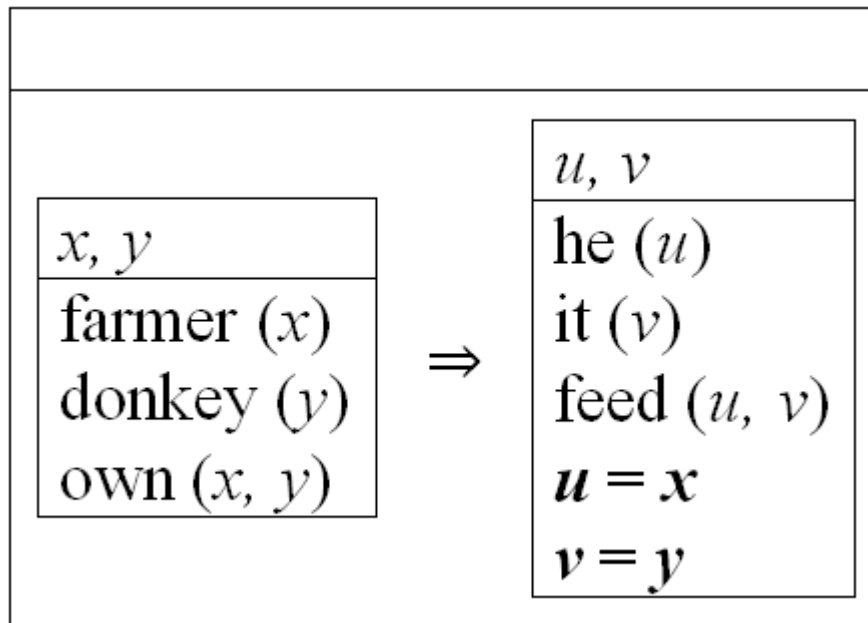 x, y
farmer (x)
donkey (y)
own (x, y)
⇒
u, v
he (u)
it (v)
feed (u, v)
u = x
v = y